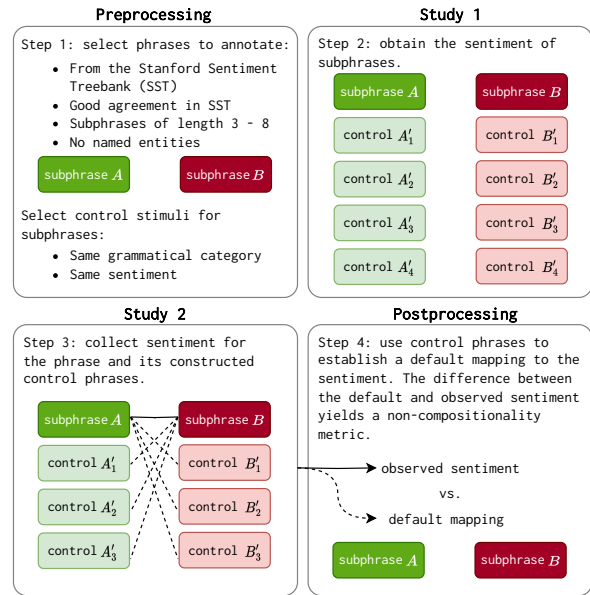 Preprocessing
Step 1: select phrases to annotate:
• From the Stanford Sentiment
Treebank (SST)
• Good agreement in SST
• Subphrases of length 3 - 8
• No named entities
subphrase A
subphrase B
Select control stimuli for
subphrases:
• Same grammatical category
• Same sentiment
Study 1
Step 2: obtain the sentiment of
subphrases.
subphrase A
subphrase B
control A′₁
control B′₁
control A′₂
control B′₂
control A′₃
control B′₃
control A′₄
control B′₄
Study 2
Step 3: collect sentiment for
the phrase and its constructed
control phrases.
subphrase A
subphrase B
control A′₁
control B′₁
control A′₂
control B′₂
control A′₃
control B′₃
Postprocessing
Step 4: use control phrases to
establish a default mapping to the
sentiment. The difference between
the default and observed sentiment
yields a non-compositionality
metric.
observed sentiment
vs.
default mapping
subphrase A
subphrase B